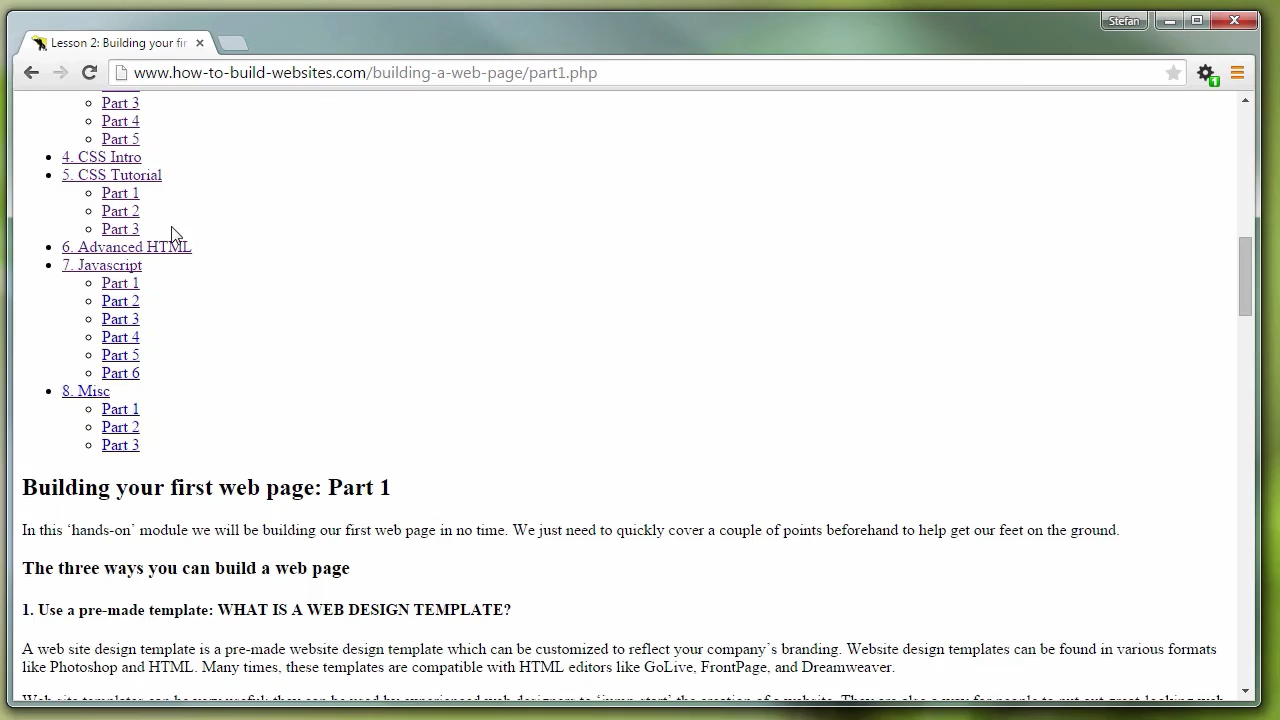 Stefan
Lesson 2: Building your fir
www.how-to-build-websites.com/building-a-web-page/part1.php
1
Part 3
Part 4
Part 5
4. CSS Intro
5. CSS Tutorial
Part 1
Part 2
Part 3
6. Advanced HTML
7. Javascript
Part 1
Part 2
Part 3
Part 4
Part 5
Part 6
8. Misc
Part 1
Part 2
Part 3
Building your first web page: Part 1
In this ‘hands-on’ module we will be building our first web page in no time. We just need to quickly cover a couple of points beforehand to help get our feet on the ground.
The three ways you can build a web page
1. Use a pre-made template: WHAT IS A WEB DESIGN TEMPLATE?
A web site design template is a pre-made website design template which can be customized to reflect your company`s branding. Website design templates can be found in various formats
like Photoshop and HTML. Many times, these templates are compatible with HTML editors like GoLive, FrontPage, and Dreamweaver.